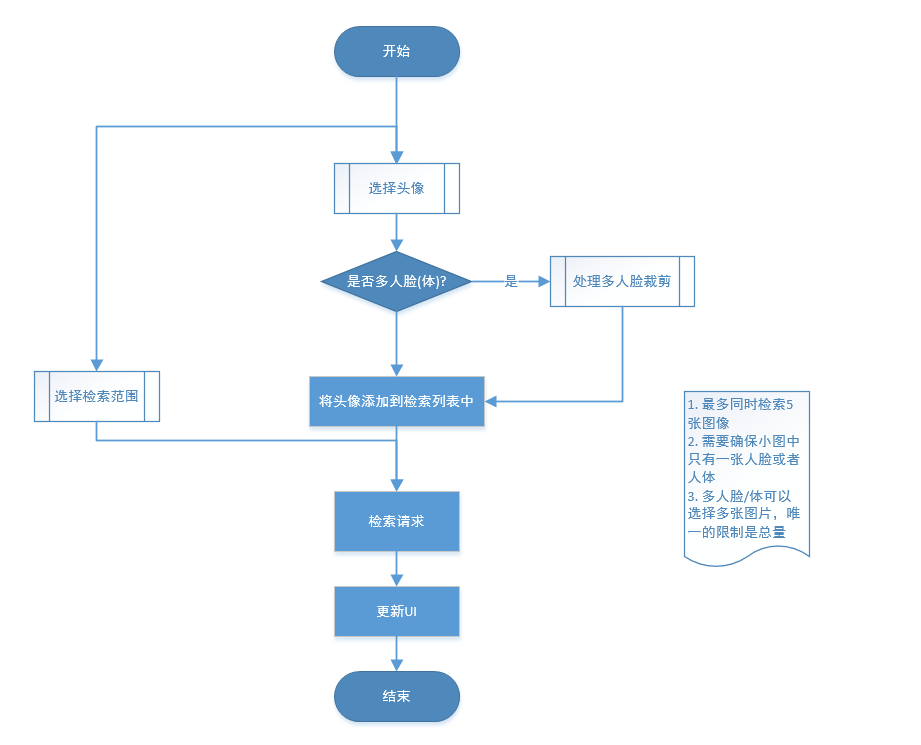 开始
选择头像
是否多人脸(体)?
是
处理多人脸裁剪
选择检索范围
将头像添加到检索列表中
1. 最多同时检索5
张图像
2. 需要确保小图中
只有一张人脸或者
人体
3. 多人脸/体可以
选择多张图片，唯
一的限制是总量
检索请求
更新UI
结束